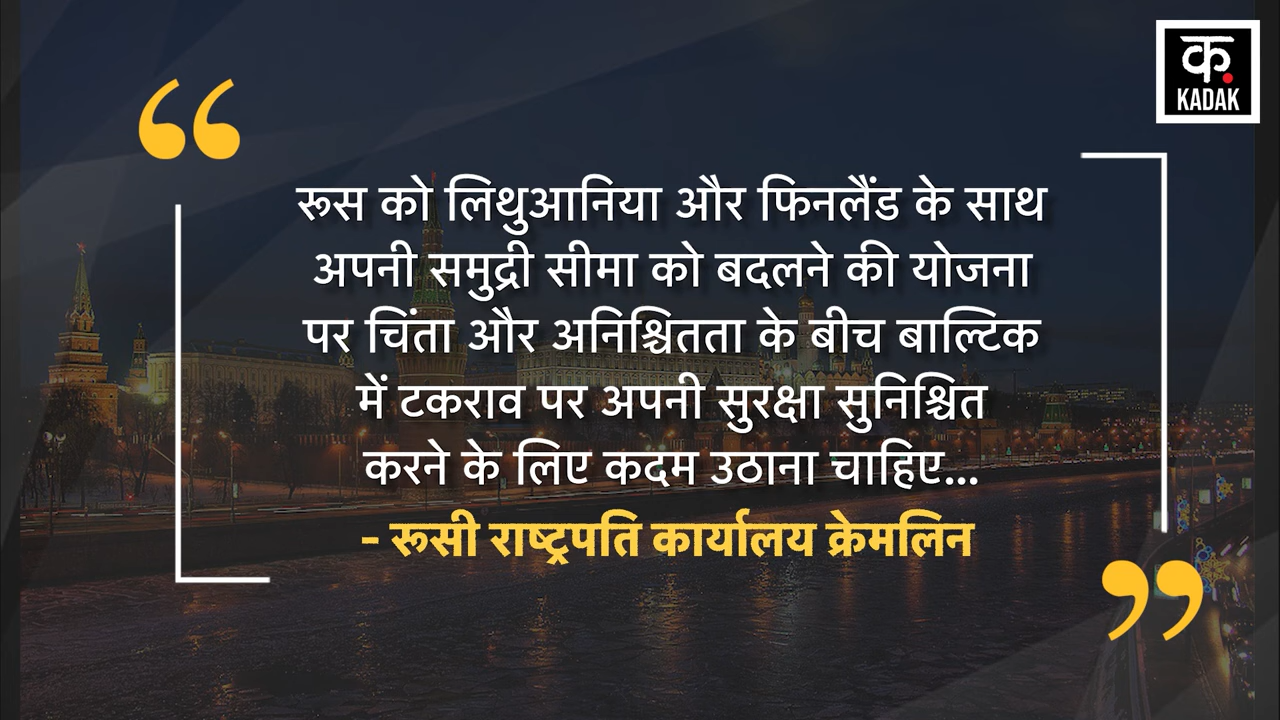 क.
KADAK
रूस को लिथुआनिया और फिनलैंड के साथ
अपनी समुद्री सीमा को बदलने की योजना
पर चिंता और अनिश्चितता के बीच बाल्टिक
में टकराव पर अपनी सुरक्षा सुनिश्चित
करने के लिए कदम उठाना चाहिए...
- रूसी राष्ट्रपति कार्यालय क्रेमलिन